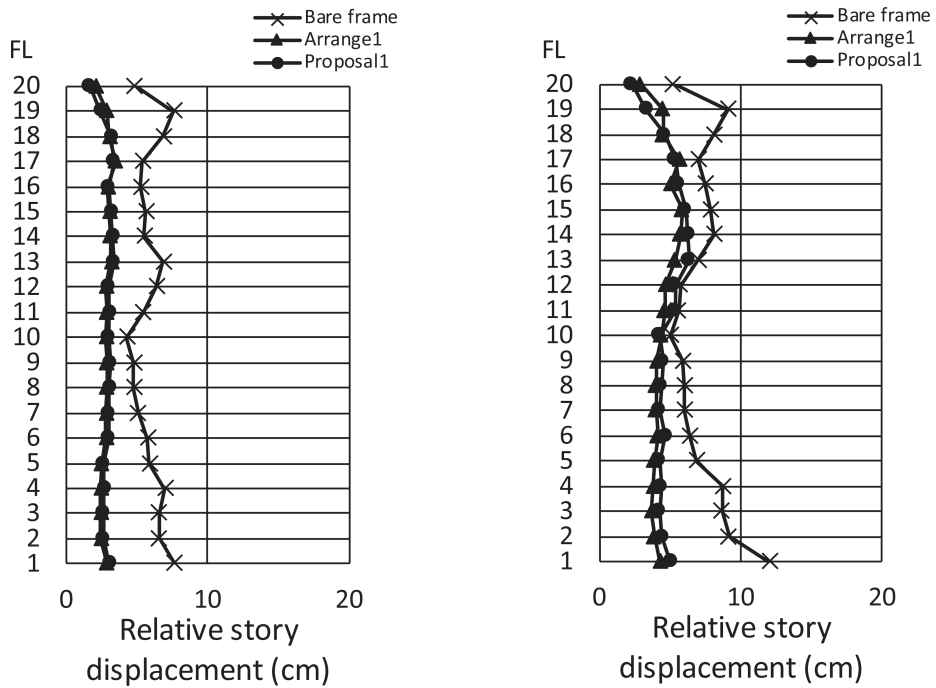 Bare frame
Arrange1
Proposal1
FL
20
19
18
17
16
15
14
13
12
11
10
9
8
7
6
5
4
3
2
1
0 10 20
Relative story
displacement (cm)
Bare frame
Arrange1
Proposal1
FL
20
19
18
17
16
15
14
13
12
11
10
9
8
7
6
5
4
3
2
1
0 10 20
Relative story
displacement (cm)